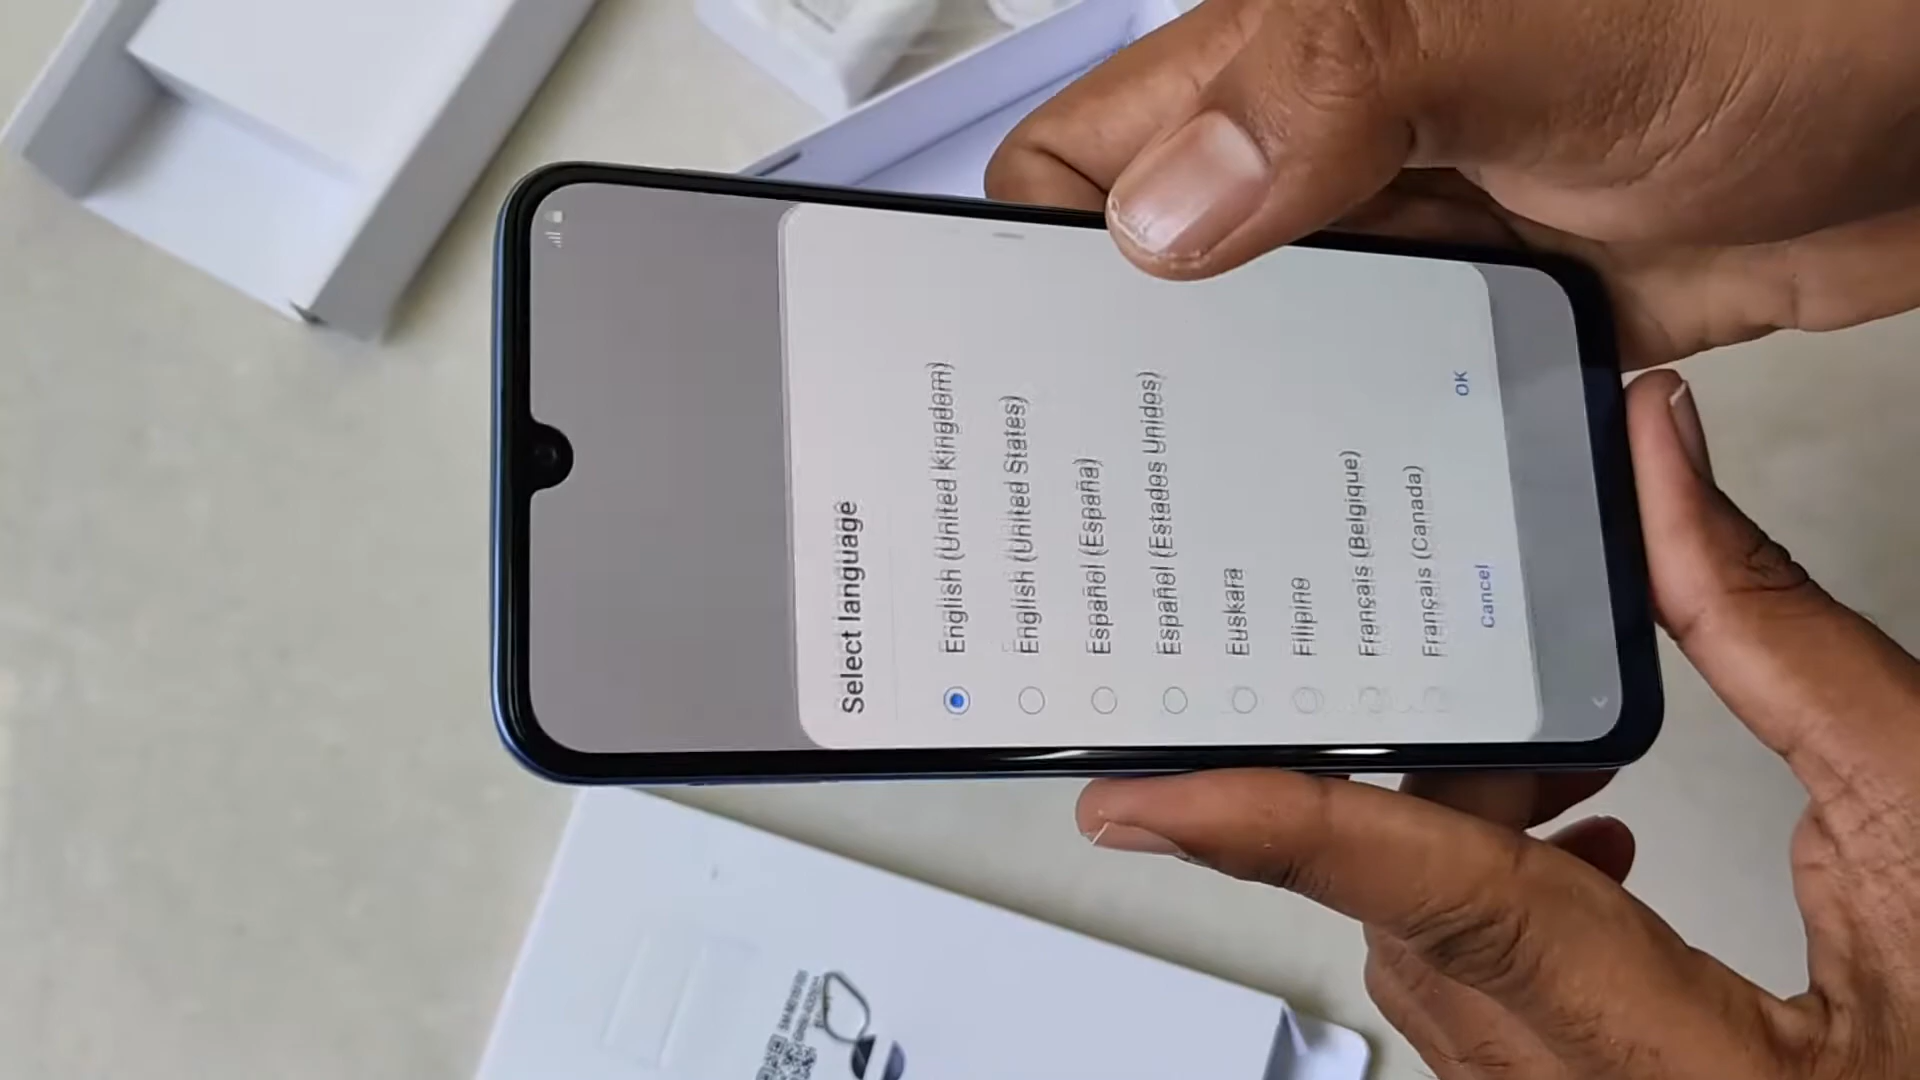 Select language
English (United Kingdom)
English (United States)
Español (España)
Español (Estados Unidos)
Euskara
Filipino
Français (Belgique)
Français (Canada)
Cancel
OK